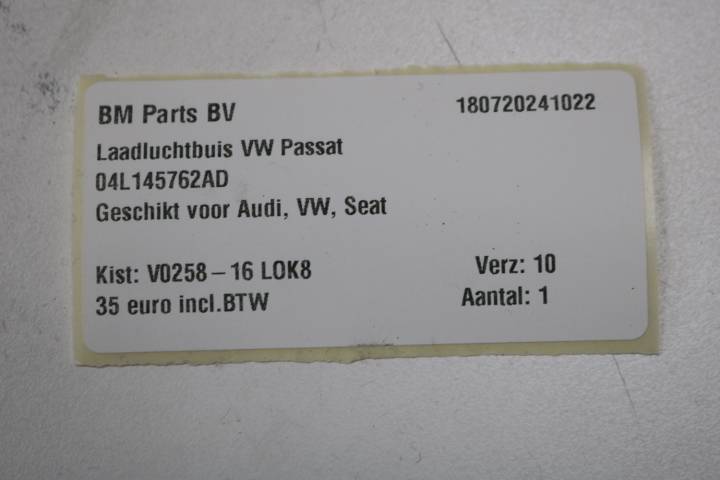 BM Parts BV 180720241022
Laadluchtbuis VW Passat
04L145762AD
Geschikt voor Audi, VW, Seat
Kist: V0258-16 LOK8 Verz: 10
35 euro incl.BTW Aantal: 1